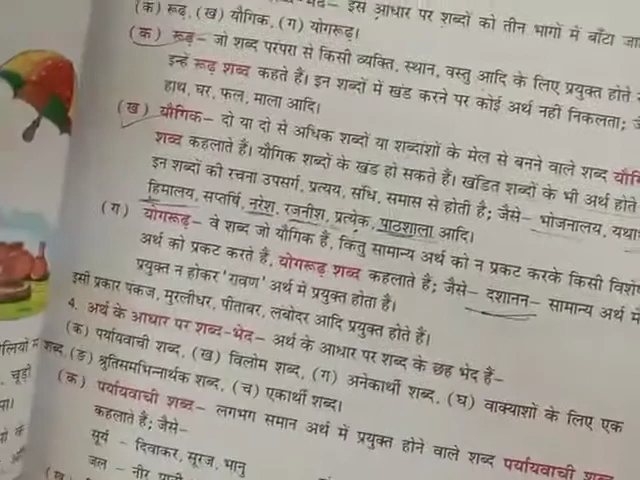 इस आधार पर शब्दों को तीन भागों में बाँटा
(क) रूढ़, (ख) यौगिक, (ग) योगरूढ़।
(क) रूढ़– जो शब्द परंपरा से किसी व्यक्ति, स्थान, वस्तु आदि के लिए प्रयुक्त होते
इन्हें रूढ़ शब्द कहते हैं। इन शब्दों में खंड करने पर कोई अर्थ नहीं निकलता;
हाथ, घर, फल, माला आदि।
(ख) यौगिक– दो या दो से अधिक शब्दों या शब्दांशों के मेल से बनने वाले शब्द
शब्द कहलाते हैं। यौगिक शब्दों के खंड हो सकते हैं। खंडित शब्दों के भी अर्थ होते
इन शब्दों की रचना उपसर्ग, प्रत्यय, संधि, समास से होती है; जैसे– भोजनालय,
हिमालय, सप्तर्षि, नरेश, रजनीश, प्रत्येक, पाठशाला आदि।
(ग) योगरूढ़– वे शब्द जो यौगिक हैं, किंतु सामान्य अर्थ को न प्रकट करके किसी
अर्थ को प्रकट करते हैं, योगरूढ़ शब्द कहलाते हैं; जैसे– दशानन– सामान्य अर्थ में
प्रयुक्त न होकर 'रावण' अर्थ में प्रयुक्त होता है।
इसी प्रकार पंकज, मुरलीधर, पीतांबर, लंबोदर आदि प्रयुक्त होते हैं।
4. अर्थ के आधार पर शब्द-भेद– अर्थ के आधार पर शब्द के छह भेद हैं–
(क) पर्यायवाची शब्द, (ख) विलोम शब्द, (ग) अनेकार्थी शब्द, (घ) वाक्यांशों के लिए एक
शब्द, (ङ) श्रुतिसमभिन्नार्थक शब्द, (च) एकार्थी शब्द।
(क) पर्यायवाची शब्द– लगभग समान अर्थ में प्रयुक्त होने वाले शब्द पर्यायवाची शब्द
कहलाते हैं; जैसे–
सूर्य – दिवाकर, सूरज, भानु
जल – नीर